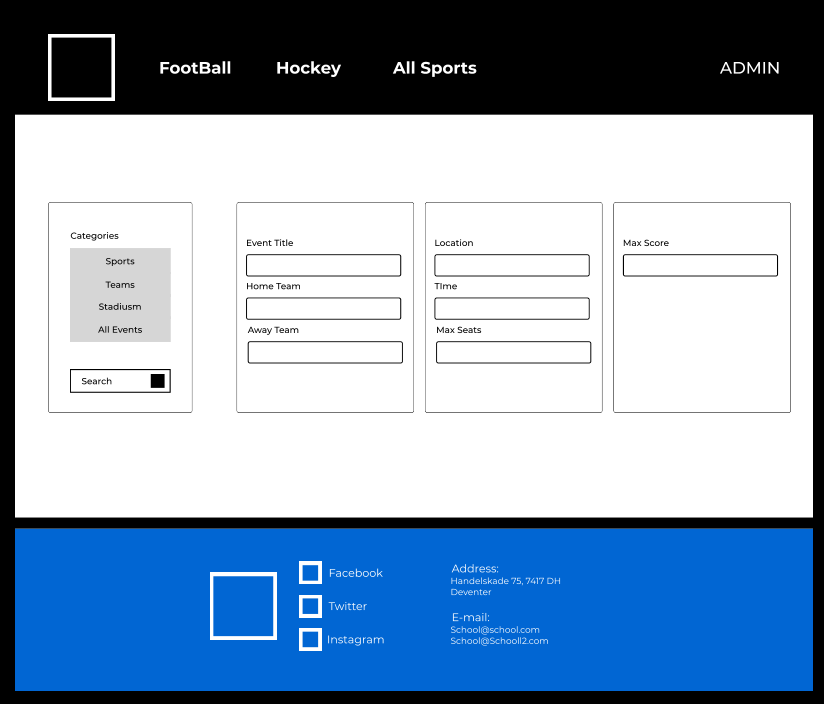 FootBall
Hockey
All Sports
ADMIN
Categories
Sports
Teams
Stadiusm
All Events
Search
Event Title
Home Team
Away Team
Location
TIme
Max Seats
Max Score
Facebook
Twitter
Instagram
Address:
Handelskade 75, 7417 DH
Deventer
E-mail:
School@school.com
School@Schooll2.com